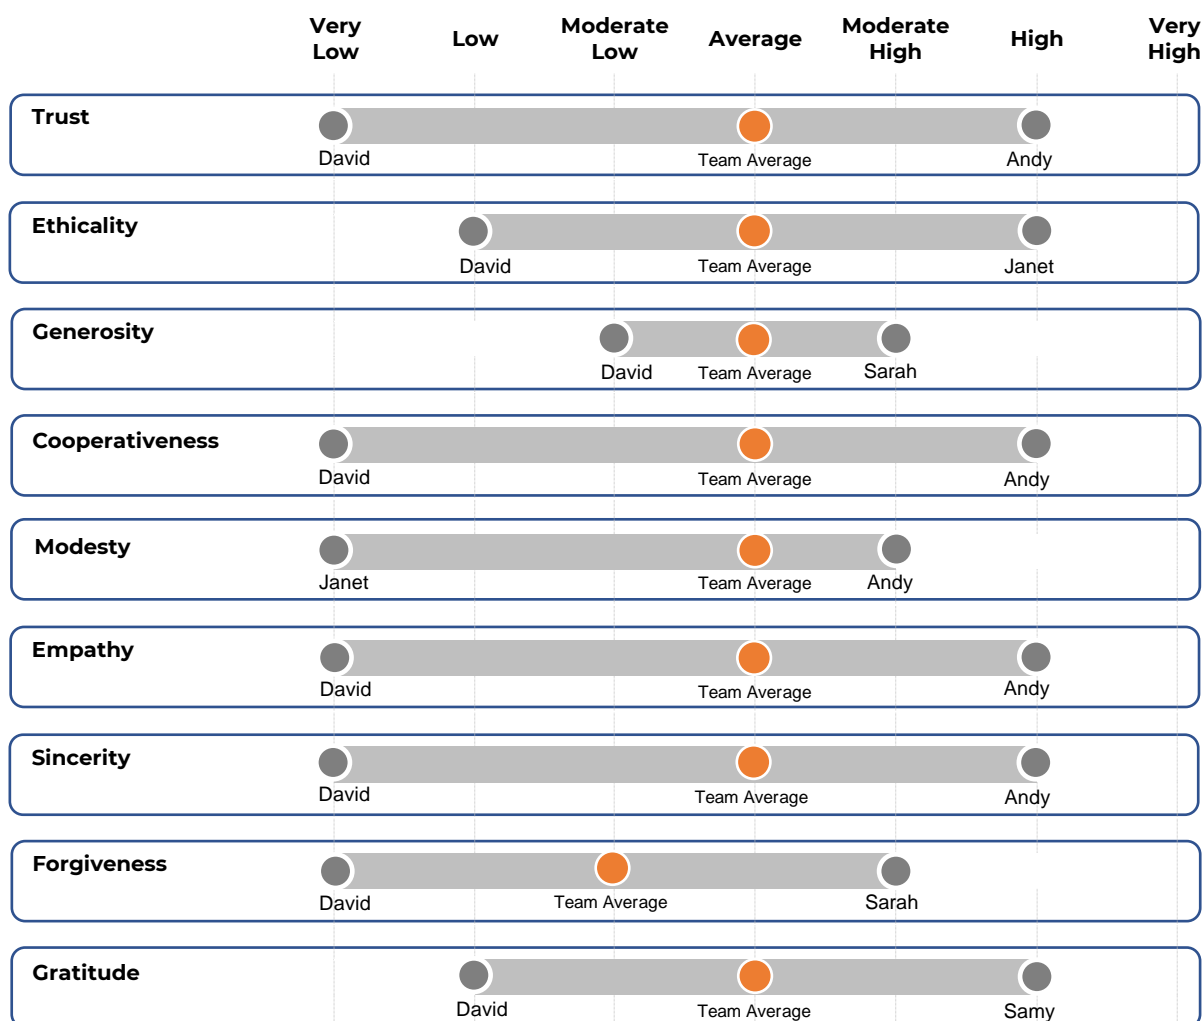 Very Low
Low
Moderate Low
Average
Moderate High
High
Very High
Trust
David
Team Average
Andy
Ethicality
David
Team Average
Janet
Generosity
David
Team Average
Sarah
Cooperativeness
David
Team Average
Andy
Modesty
Janet
Team Average
Andy
Empathy
David
Team Average
Andy
Sincerity
David
Team Average
Andy
Forgiveness
David
Team Average
Sarah
Gratitude
David
Team Average
Samy